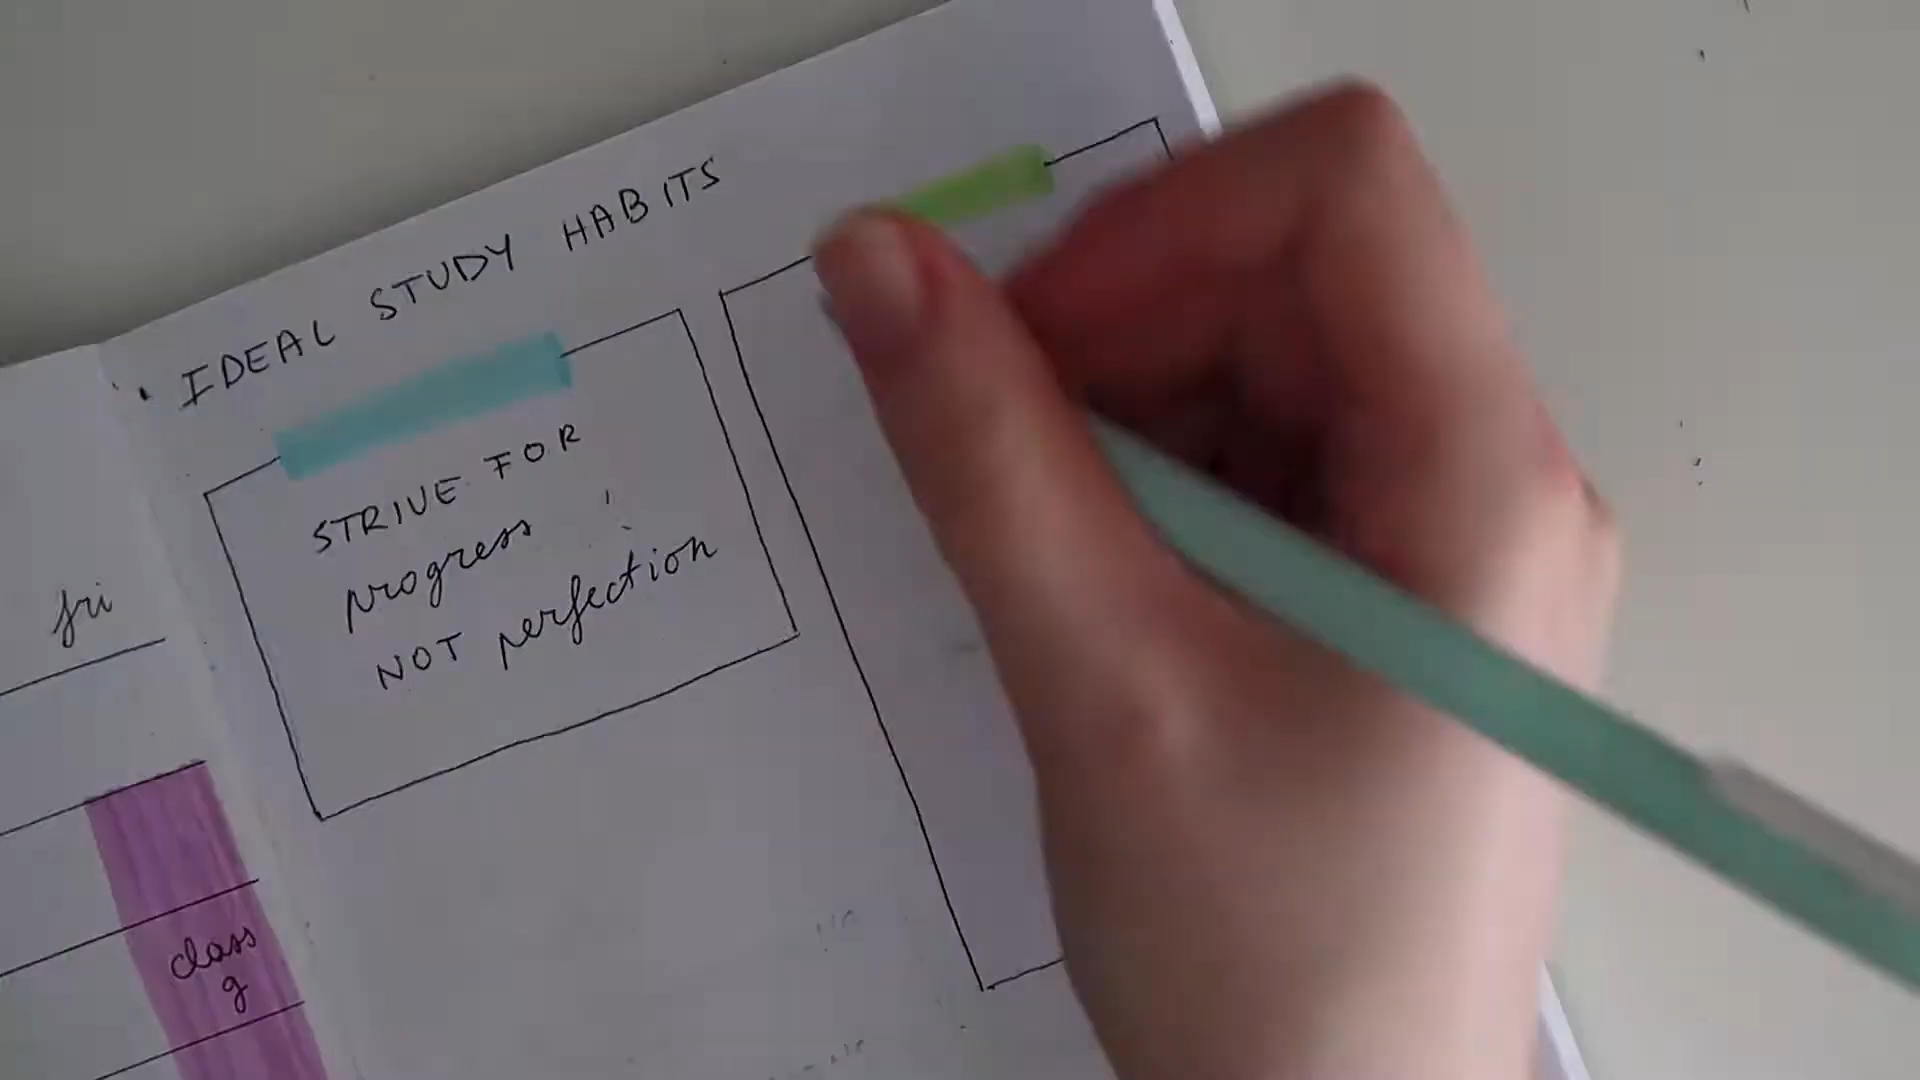 IDEAL STUDY HABITS
STRIVE FOR
progress
NOT perfection
fri
class
g